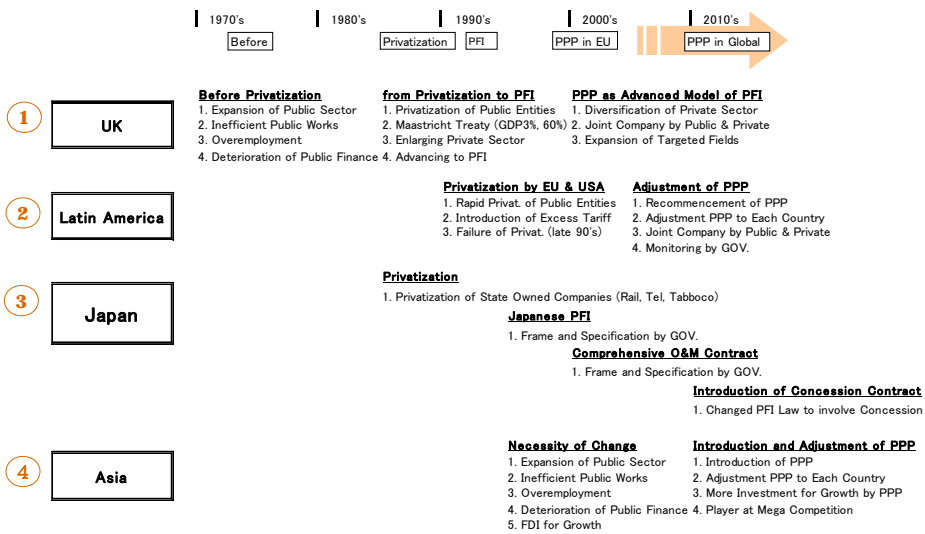 1970's 1980's 1990's 2000's 2010's
Before Privatization PFI PPP in EU PPP in Global
1
UK
Before Privatization
1. Expansion of Public Sector
2. Inefficient Public Works
3. Overemployment
4. Deterioration of Public Finance
from Privatization to PFI
1. Privatization of Public Entities
2. Maastricht Treaty (GDP3%, 60%)
3. Enlarging Private Sector
4. Advancing to PFI
PPP as Advanced Model of PFI
1. Diversification of Private Sector
2. Joint Company by Public & Private
3. Expansion of Targeted Fields
2
Latin America
Privatization by EU & USA
1. Rapid Privat. of Public Entities
2. Introduction of Excess Tariff
3. Failure of Privat. (late 90's)
Adjustment of PPP
1. Recommencement of PPP
2. Adjustment PPP to Each Country
3. Joint Company by Public & Private
4. Monitoring by GOV.
3
Japan
Privatization
1. Privatization of State Owned Companies (Rail, Tel, Tabboco)
Japanese PFI
1. Frame and Specification by GOV.
Comprehensive O&M Contract
1. Frame and Specification by GOV.
Introduction of Concession Contract
1. Changed PFI Law to involve Concession
4
Asia
Necessity of Change
1. Expansion of Public Sector
2. Inefficient Public Works
3. Overemployment
4. Deterioration of Public Finance
5. FDI for Growth
Introduction and Adjustment of PPP
1. Introduction of PPP
2. Adjustment PPP to Each Country
3. More Investment for Growth by PPP
4. Player at Mega Competition